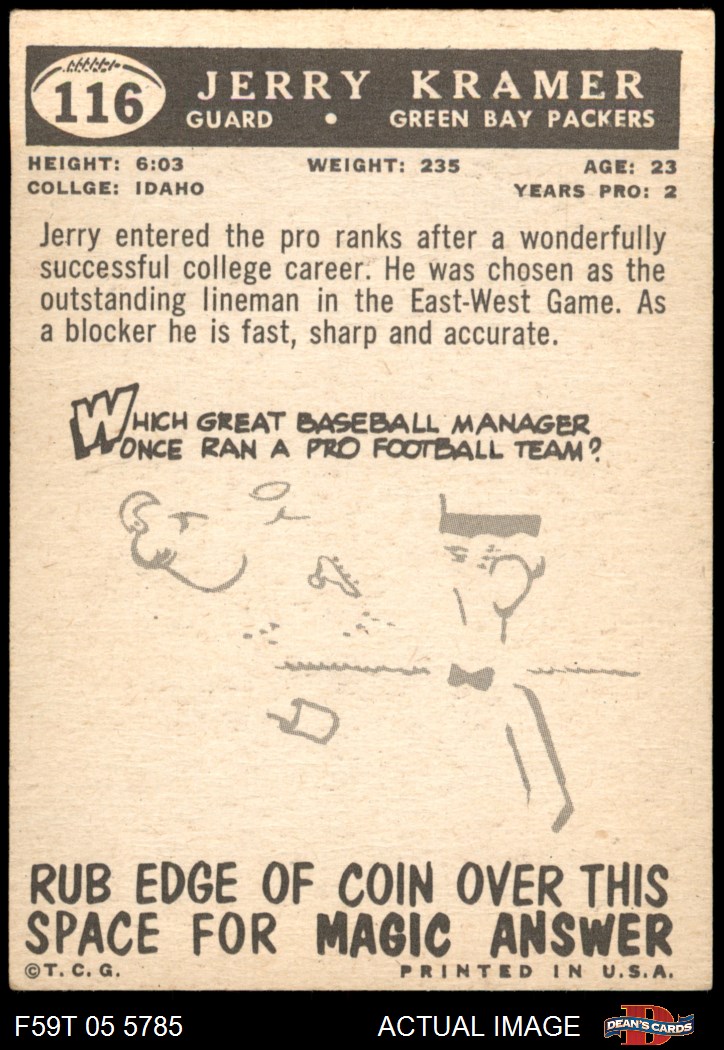 116
JERRY KRAMER
GUARD • GREEN BAY PACKERS
HEIGHT: 6:03 WEIGHT: 235 AGE: 23
COLLGE: IDAHO YEARS PRO: 2
Jerry entered the pro ranks after a wonderfully
successful college career. He was chosen as the
outstanding lineman in the East-West Game. As
a blocker he is fast, sharp and accurate.
WHICH GREAT BASEBALL MANAGER
ONCE RAN A PRO FOOTBALL TEAM?
RUB EDGE OF COIN OVER THIS
SPACE FOR MAGIC ANSWER
©T.C.G. PRINTED IN U.S.A.
F59T 05 5785 ACTUAL IMAGE
D
DEAN'S CARDS